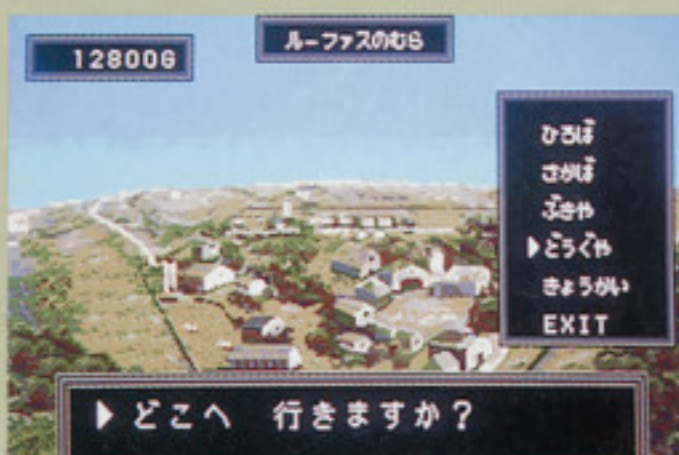 128006
ルーファスのむら
ひろば
さかば
ぶきや
▶どうぐや
きょうかい
EXIT
▶どこへ 行きますか?